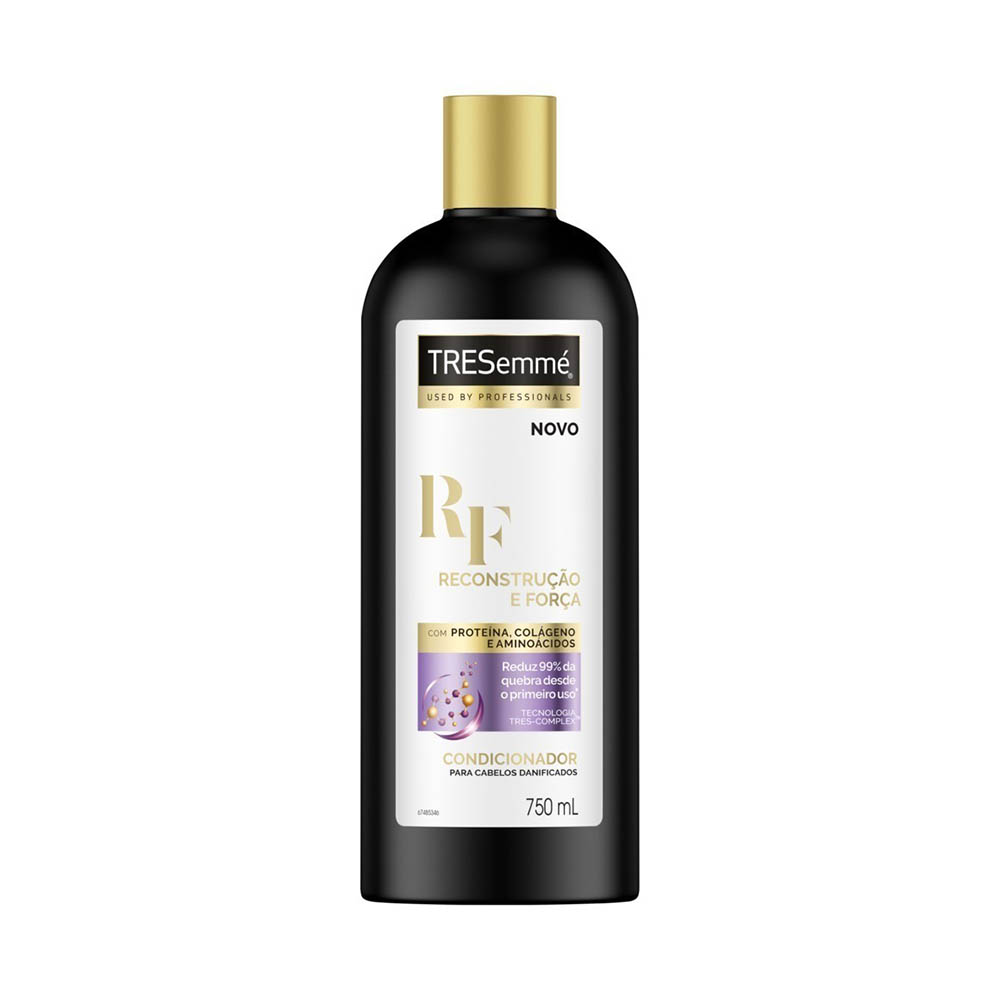 TRESemmé®
USED BY PROFESSIONALS
NOVO
RF
RECONSTRUÇÃO
E FORÇA
COM PROTEÍNA, COLÁGENO
E AMINOÁCIDOS
Reduz 99% da
quebra desde
o primeiro uso*
TECNOLOGIA
TRES-COMPLEX™
CONDICIONADOR
PARA CABELOS DANIFICADOS
67485346
750 mL